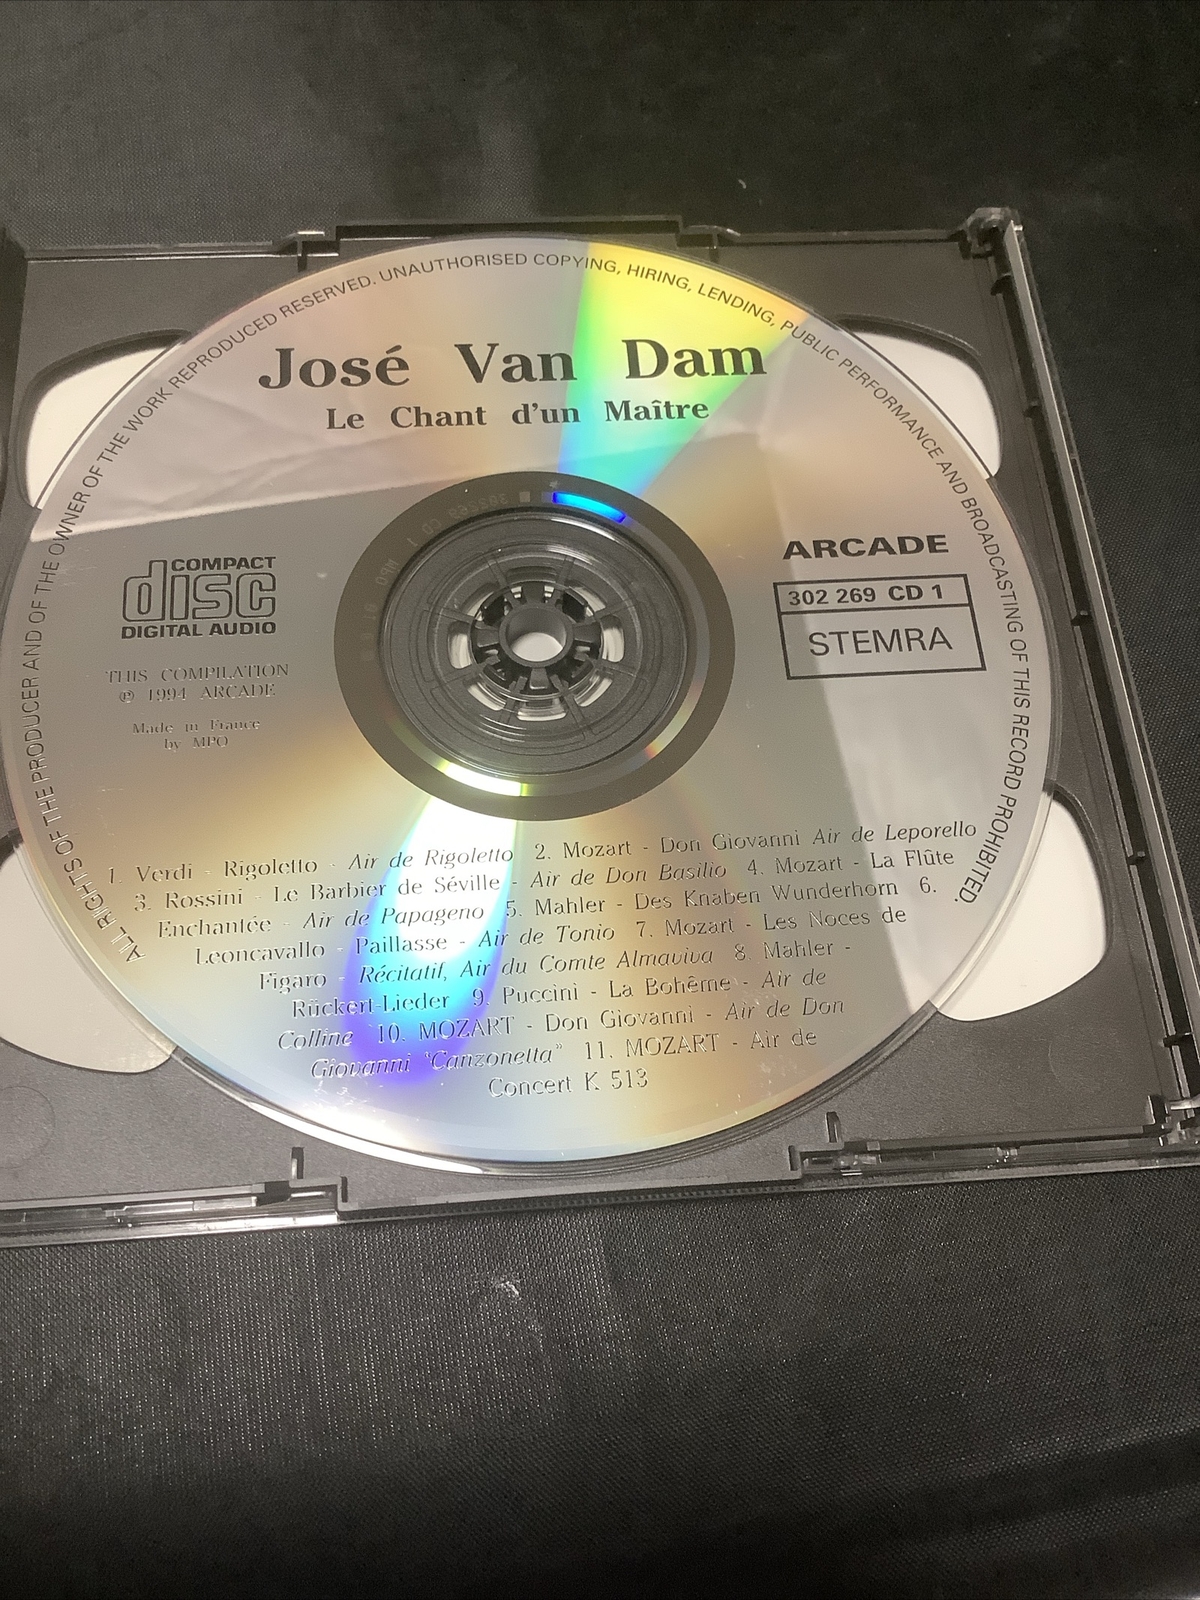 ALL RIGHTS OF THE PRODUCER AND OF THE OWNER OF THE WORK REPRODUCED RESERVED. UNAUTHORISED COPYING, HIRING, LENDING, PUBLIC PERFORMANCE AND BROADCASTING OF THIS RECORD PROHIBITED.
José Van Dam
Le Chant d'un Maître
COMPACT
disc
DIGITAL AUDIO
THIS COMPILATION
℗ 1994 ARCADE
Made in France
by MPO
ARCADE
302 269 CD 1
STEMRA
1. Verdi - Rigoletto - Air de Rigoletto 2. Mozart - Don Giovanni Air de Leporello
3. Rossini - Le Barbier de Séville - Air de Don Basilio 4. Mozart - La Flûte
Enchantée - Air de Papageno 5. Mahler - Des Knaben Wunderhorn 6.
Leoncavallo - Paillasse - Air de Tonio 7. Mozart - Les Noces de
Figaro - Récitatif, Air du Comte Almaviva 8. Mahler -
Rückert-Lieder 9. Puccini - La Bohême - Air de
Colline 10. MOZART - Don Giovanni - Air de Don
Giovanni "Canzonetta" 11. MOZART - Air de
Concert K 513